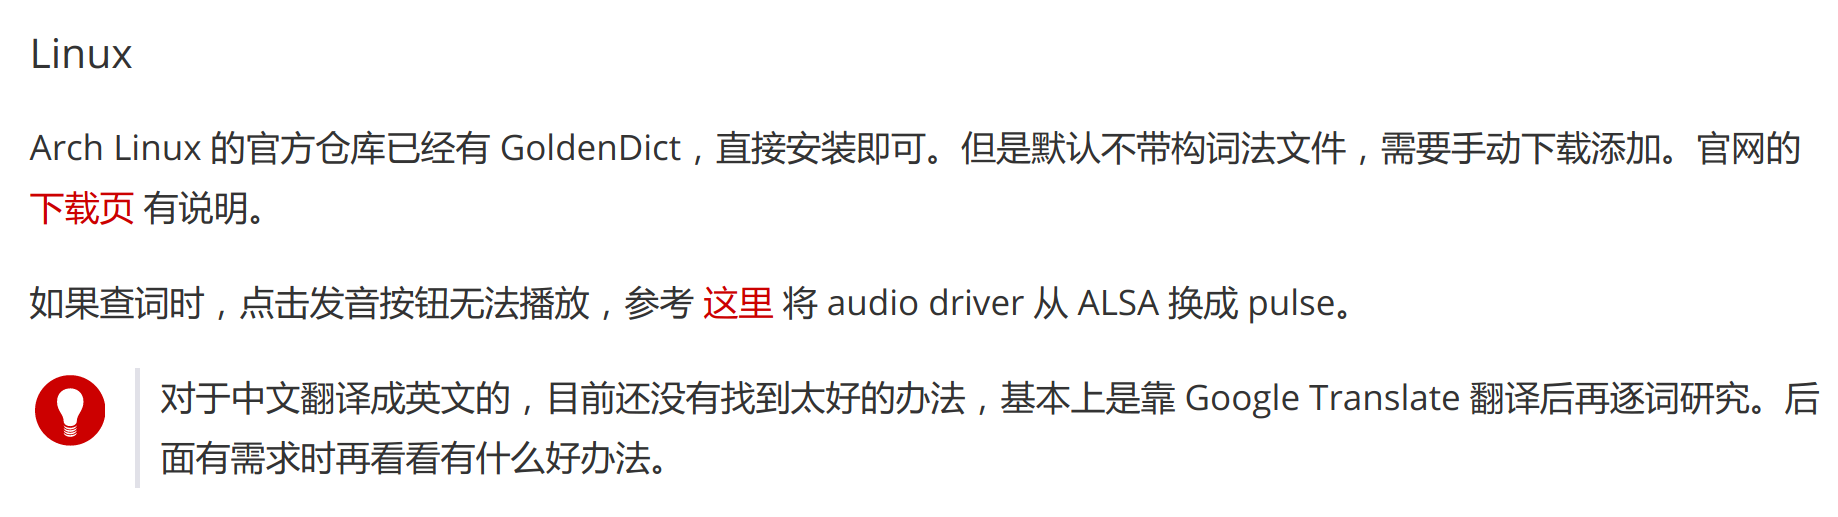 Linux
Arch Linux 的官方仓库已经有 GoldenDict，直接安装即可。但是默认不带构词法文件，需要手动下载添加。官网的
下载页 有说明。
如果查词时，点击发音按钮无法播放，参考 这里 将 audio driver 从 ALSA 换成 pulse。
对于中文翻译成英文的，目前还没有找到太好的办法，基本上是靠 Google Translate 翻译后再逐词研究。后
面有需求时再看看有什么好办法。